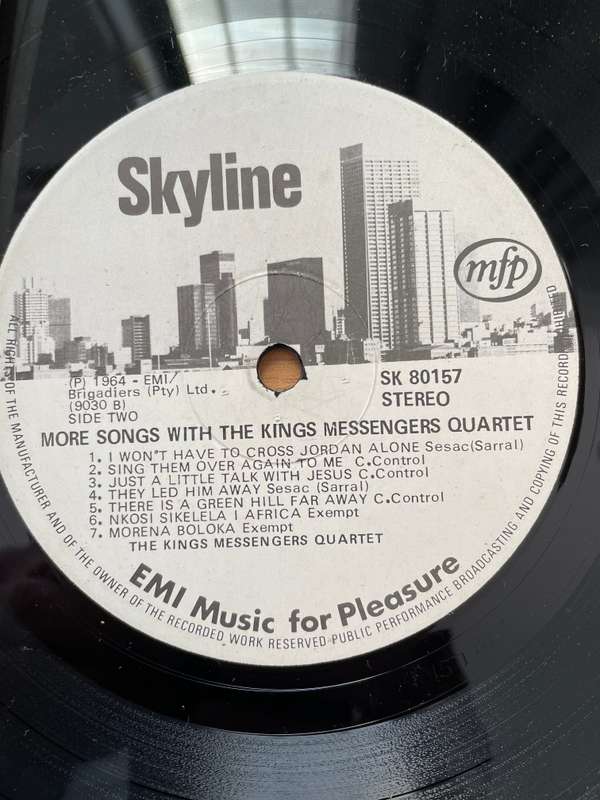 Skyline
mfp
(P) 1964 - EMI/
Brigadiers (Pty) Ltd.
(9030 B)
SIDE TWO
SK 80157
STEREO
MORE SONGS WITH THE KINGS MESSENGERS QUARTET
1. I WON'T HAVE TO CROSS JORDAN ALONE Sesac(Sarral)
2. SING THEM OVER AGAIN TO ME C.Control
3. JUST A LITTLE TALK WITH JESUS C.Control
4. THEY LED HIM AWAY Sesac (Sarral)
5. THERE IS A GREEN HILL FAR AWAY C.Control
6. NKOSI SIKELELA I AFRICA Exempt
7. MORENA BOLOKA Exempt
THE KINGS MESSENGERS QUARTET
EMI Music for Pleasure
ALL RIGHTS OF THE MANUFACTURER AND OF THE OWNER OF THE RECORDED WORK RESERVED PUBLIC PERFORMANCE BROADCASTING AND COPYING OF THIS RECORD PROHIBITED